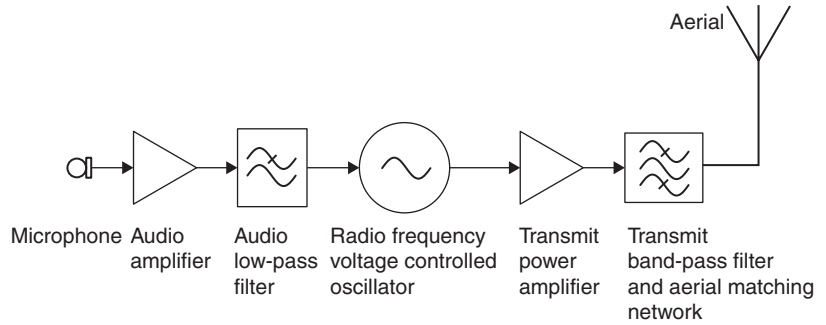 Aerial
Microphone
Audio
amplifier
Audio
low-pass
filter
Radio frequency
voltage controlled
oscillator
Transmit
power
amplifier
Transmit
band-pass filter
and aerial matching
network